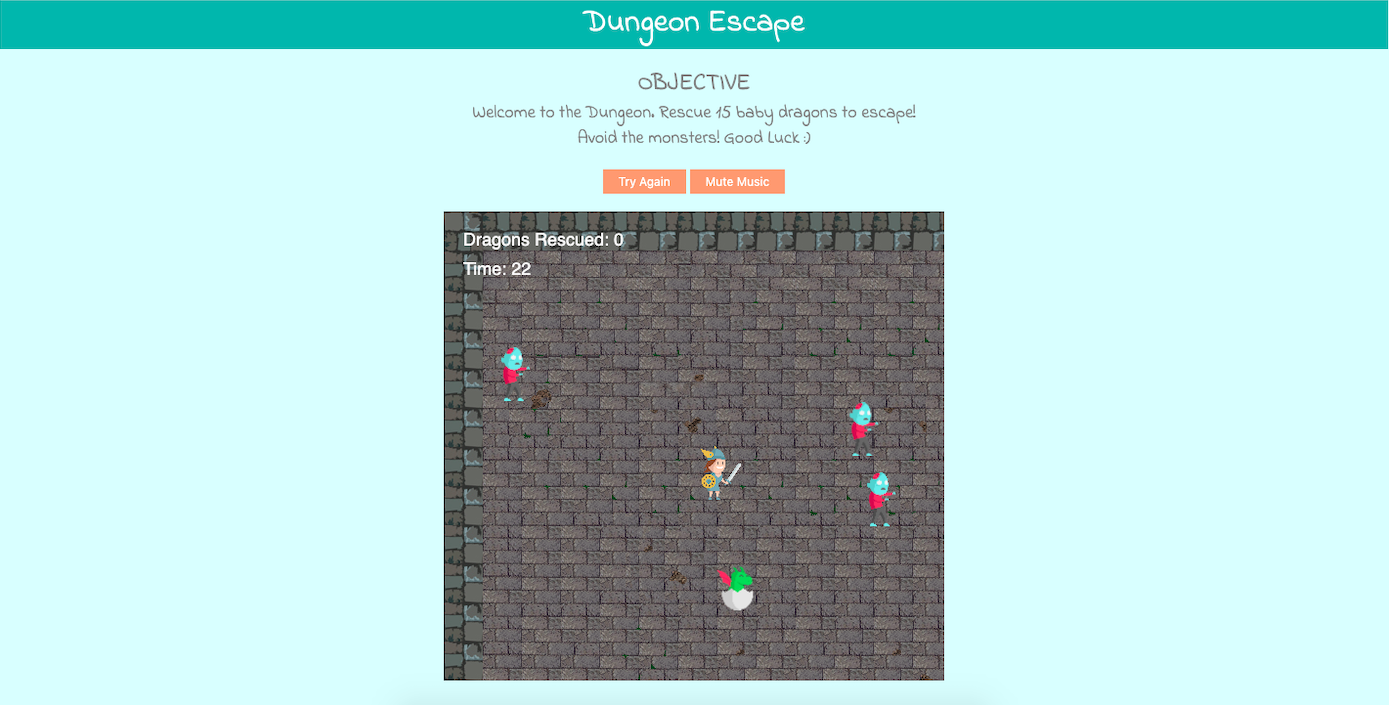 Dungeon Escape
OBJECTIVE
Welcome to the Dungeon. Rescue 15 baby dragons to escape!
Avoid the monsters! Good Luck :)
Try Again
Mute Music
Dragons Rescued: 0
Time: 22